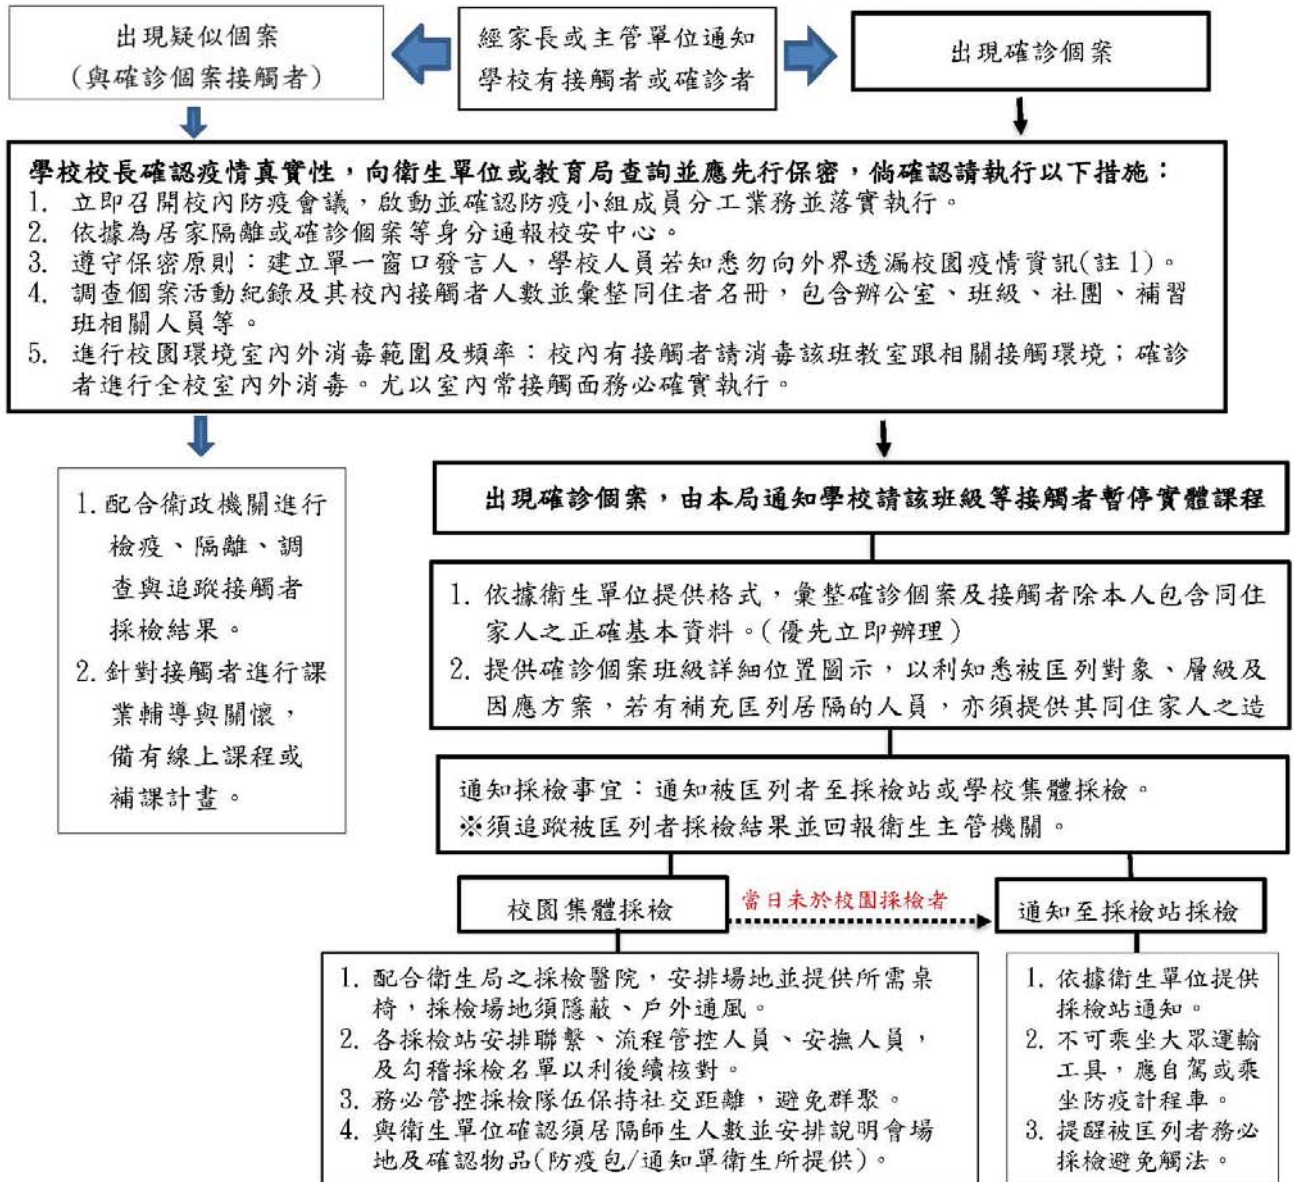 出現疑似個案
(與確診個案接觸者)
經家長或主管單位通知
學校有接觸者或確診者
出現確診個案
學校校長確認疫情真實性，向衛生單位或教育局查詢並應先行保密，倘確認請執行以下措施：
1. 立即召開校內防疫會議，啟動並確認防疫小組成員分工業務並落實執行。
2. 依據為居家隔離或確診個案等身分通報校安中心。
3. 遵守保密原則：建立單一窗口發言人，學校人員若知悉勿向外界透漏校園疫情資訊(註1)。
4. 調查個案活動紀錄及其校內接觸者人數並彙整同住者名冊，包含辦公室、班級、社團、補習
班相關人員等。
5. 進行校園環境室內外消毒範圍及頻率：校內有接觸者請消毒該班教室跟相關接觸環境；確診
者進行全校室內外消毒。尤以室內常接觸面務必確實執行。
1. 配合衛政機關進行
檢疫、隔離、調
查與追蹤接觸者
採檢結果。
2. 針對接觸者進行課
業輔導與關懷，
備有線上課程或
補課計畫。
出現確診個案，由本局通知學校請該班級等接觸者暫停實體課程
1. 依據衛生單位提供格式，彙整確診個案及接觸者除本人包含同住
家人之正確基本資料。(優先立即辦理)
2. 提供確診個案班級詳細位置圖示，以利知悉被匡列對象、層級及
因應方案，若有補充匡列居隔的人員，亦須提供其同住家人之造
通知採檢事宜：通知被匡列者至採檢站或學校集體採檢。
※須追蹤被匡列者採檢結果並回報衛生主管機關。
校園集體採檢
當日未於校園採檢者
通知至採檢站採檢
1. 配合衛生局之採檢醫院，安排場地並提供所需桌
椅，採檢場地須隱蔽、戶外通風。
2. 各採檢站安排聯繫、流程管控人員、安撫人員，
及勾稽採檢名單以利後續核對。
3. 務必管控採檢隊伍保持社交距離，避免群聚。
4. 與衛生單位確認須居隔師生人數並安排說明會場
地及確認物品(防疫包/通知單衛生所提供)。
1. 依據衛生單位提供
採檢站通知。
2. 不可乘坐大眾運輸
工具，應自駕或乘
坐防疫計程車。
3. 提醒被匡列者務必
採檢避免觸法。